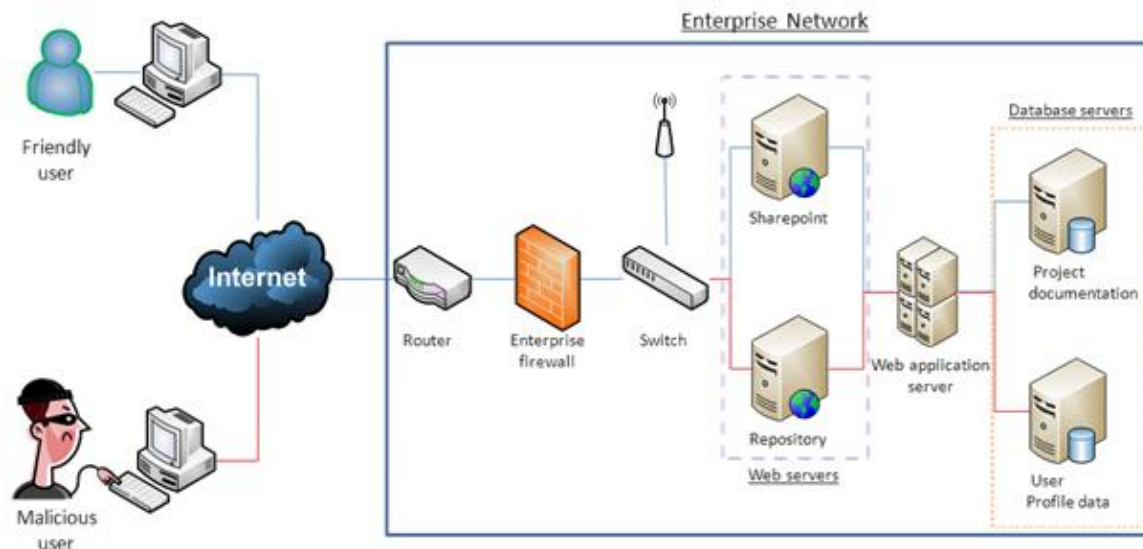 Enterprise Network
Friendly
user
Internet
Malicious
user
Router
Enterprise
firewall
Switch
Sharepoint
Repository
Web servers
Web application
server
Database servers
Project
documentation
User
Profile data